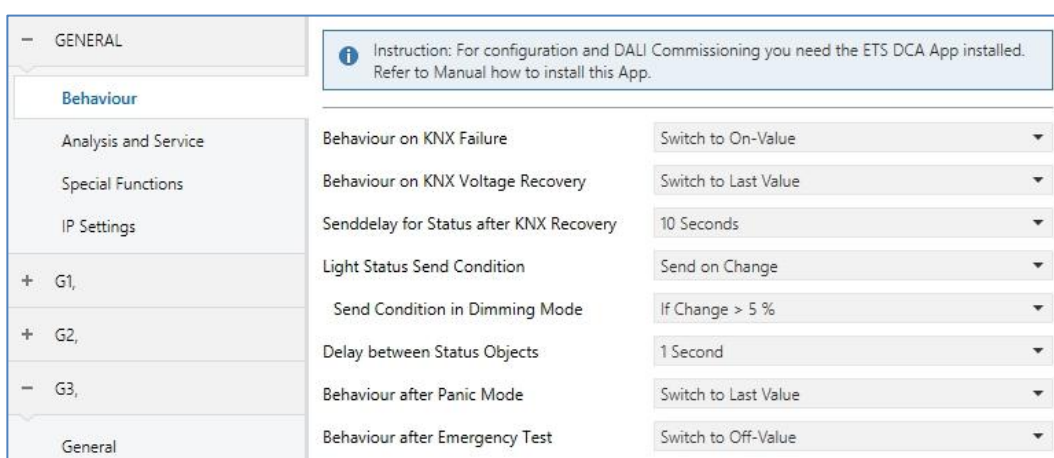 GENERAL
Behaviour
Analysis and Service
Special Functions
IP Settings
G1,
G2,
G3,
General
Instruction: For configuration and DALI Commissioning you need the ETS DCA App installed.
Refer to Manual how to install this App.
Behaviour on KNX Failure Switch to On-Value
Behaviour on KNX Voltage Recovery Switch to Last Value
Senddelay for Status after KNX Recovery 10 Seconds
Light Status Send Condition Send on Change
Send Condition in Dimming Mode If Change > 5 %
Delay between Status Objects 1 Second
Behaviour after Panic Mode Switch to Last Value
Behaviour after Emergency Test Switch to Off-Value